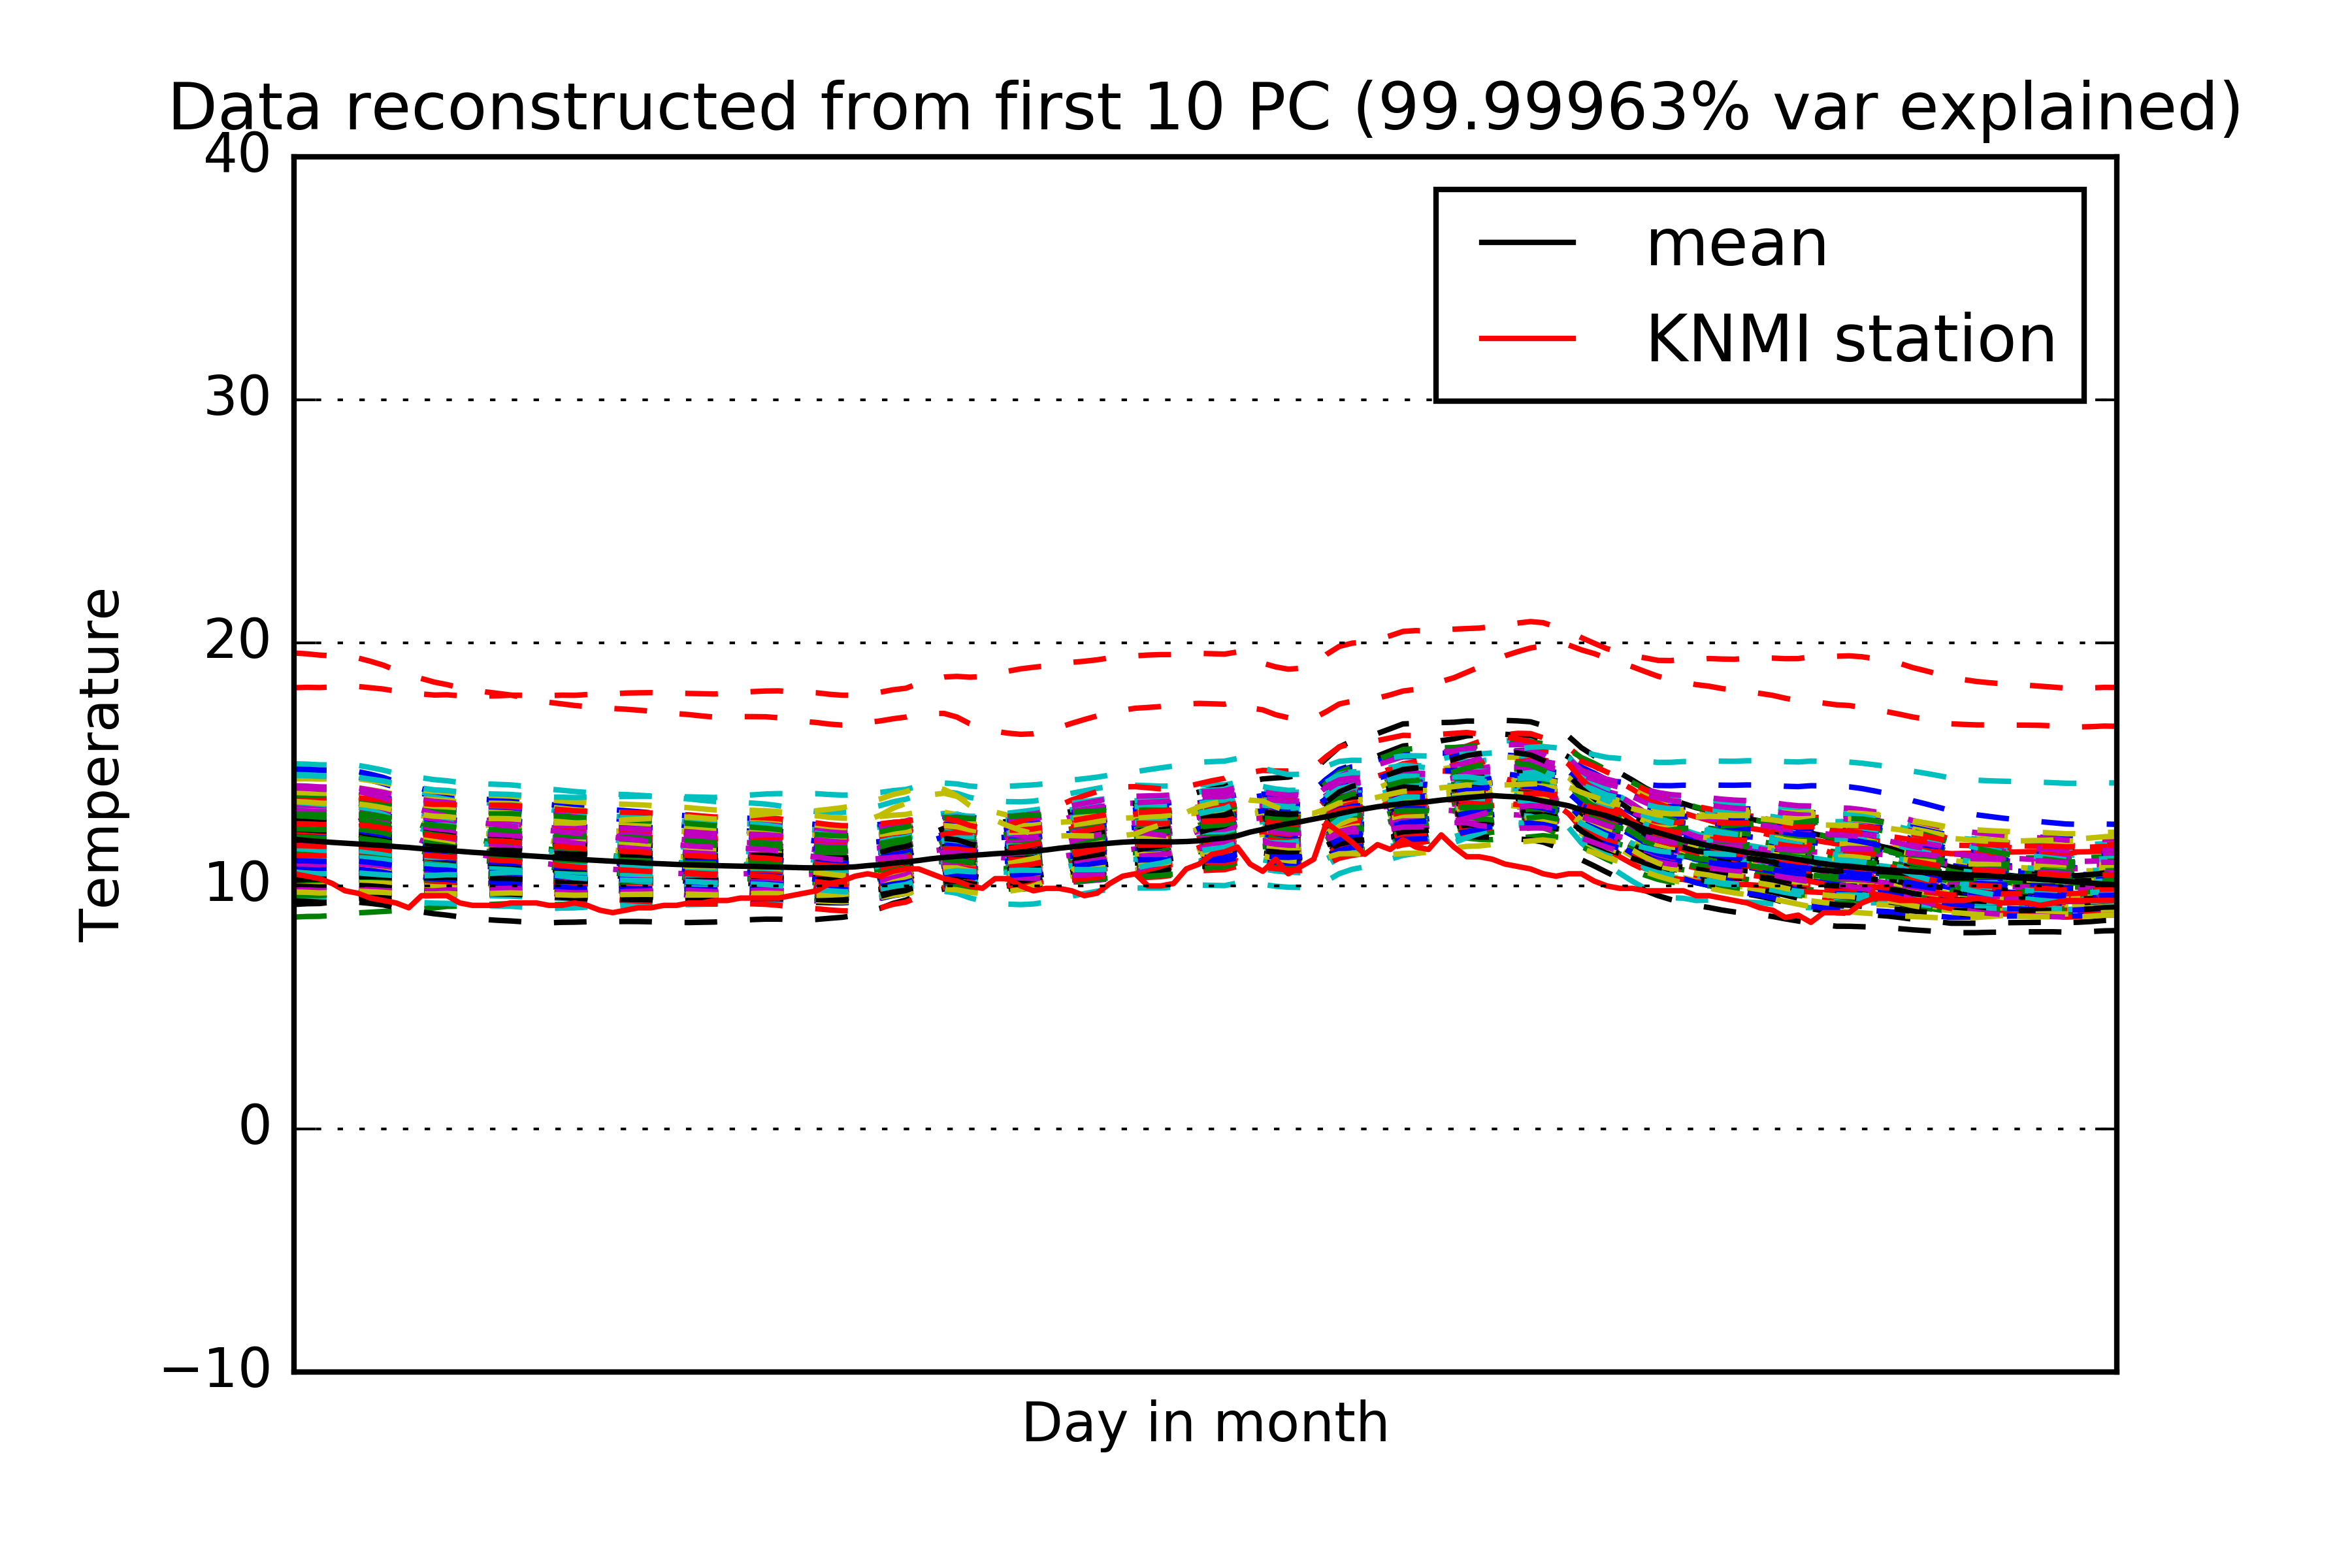 Data reconstructed from first 10 PC (99.99963% var explained)
40
30
20
10
0
−10
Temperature
mean
KNMI station
Day in month